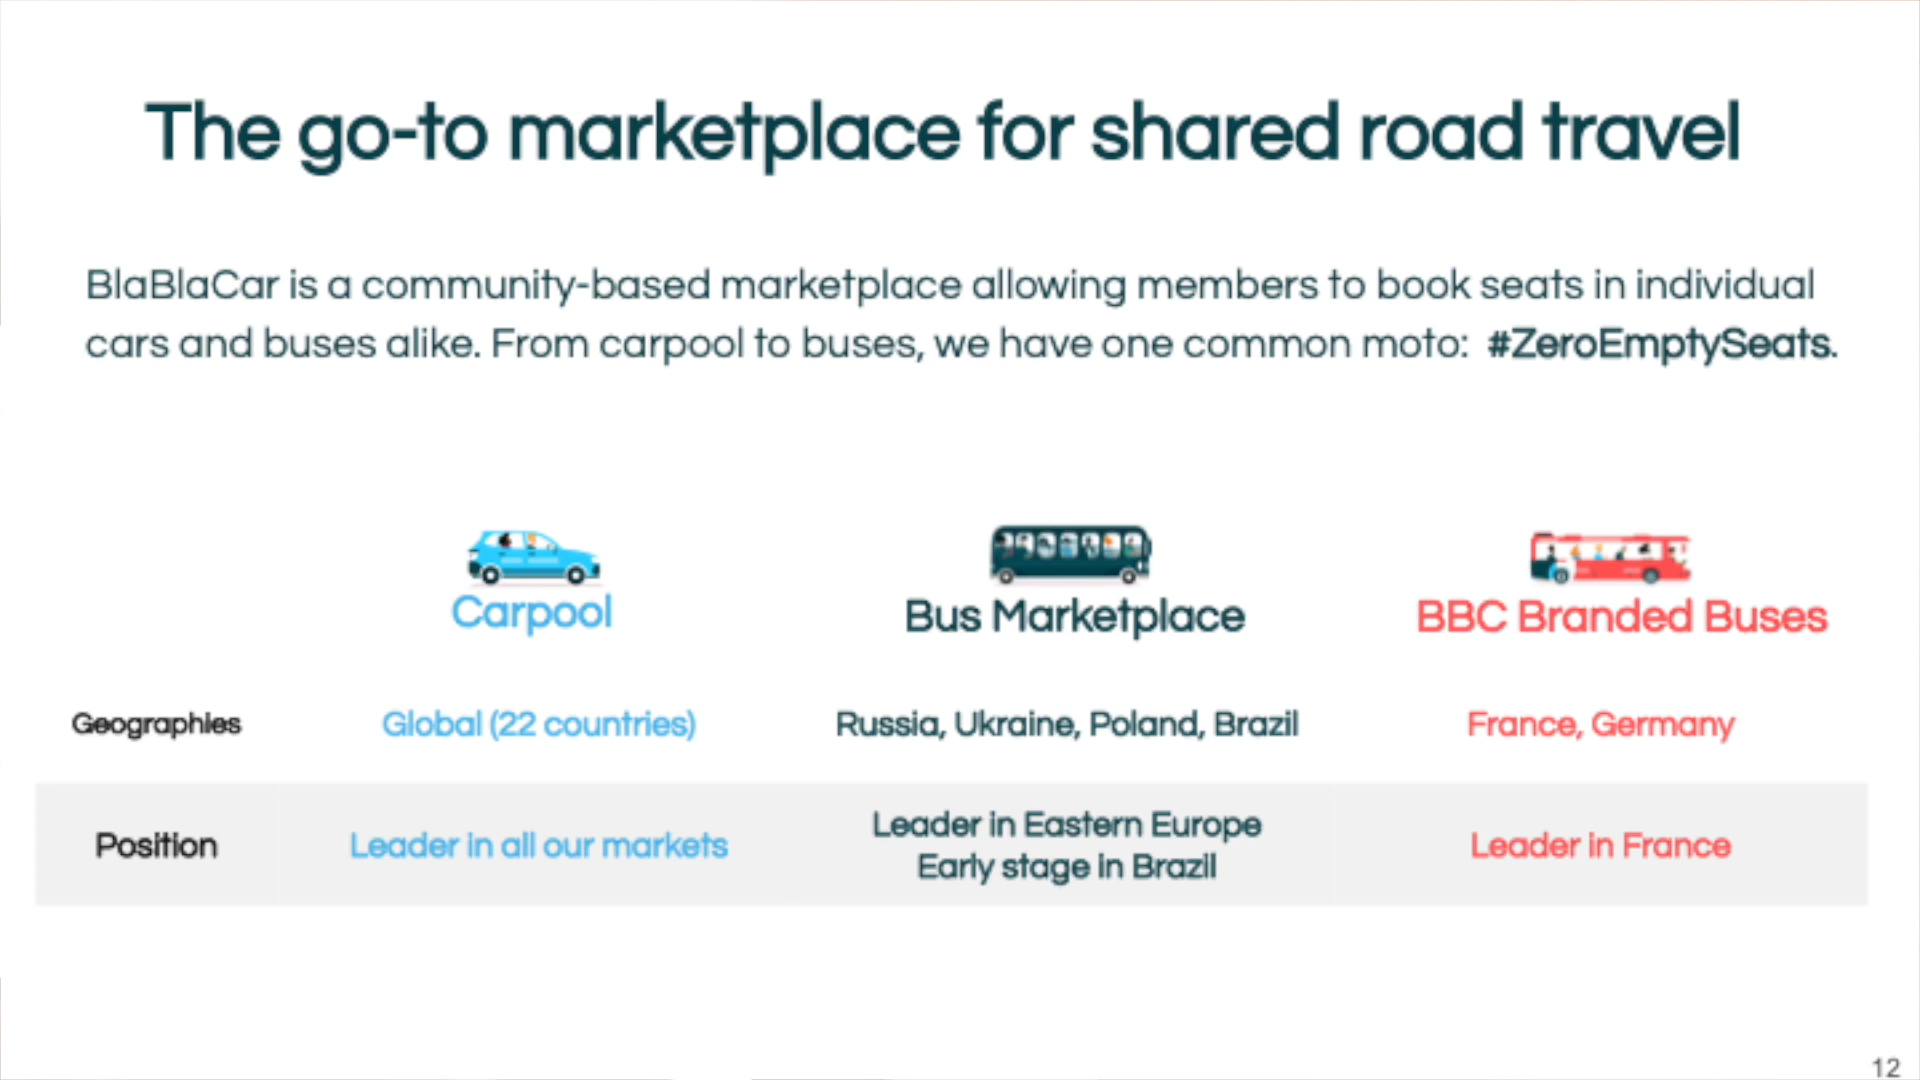 The go-to marketplace for shared road travel
BlaBlaCar is a community-based marketplace allowing members to book seats in individual
cars and buses alike. From carpool to buses, we have one common moto: #ZeroEmptySeats.
Carpool
Bus Marketplace
BBC Branded Buses
Geographies
Global (22 countries)
Russia, Ukraine, Poland, Brazil
France, Germany
Position
Leader in all our markets
Leader in Eastern Europe
Early stage in Brazil
Leader in France
12